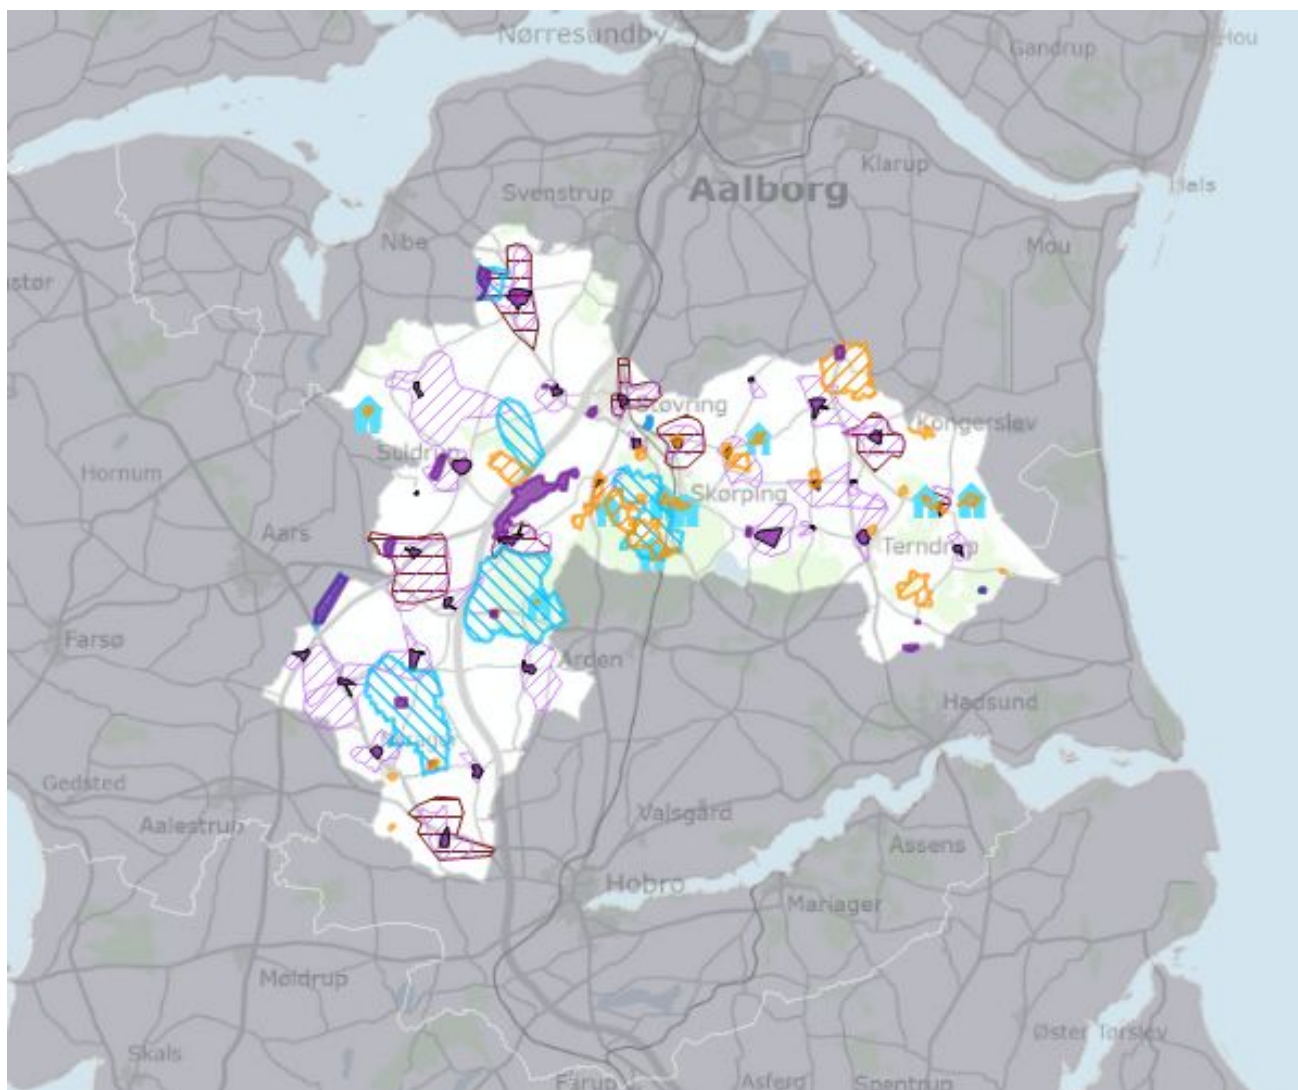 Nørresundby
Gandrup
Hou
Klarup
Aalborg
Hals
Svenstrup
Nibe
Mou
Støvring
Kongerslev
Suldrup
Hornum
Skørping
Aars
Terndrup
Farsø
Arden
Hadsund
Gedsted
Valsgård
Aalestrup
Assens
Hobro
Mariager
Møldrup
Øster Tørslev
Skals
Fårup
Asferg
Spentrup